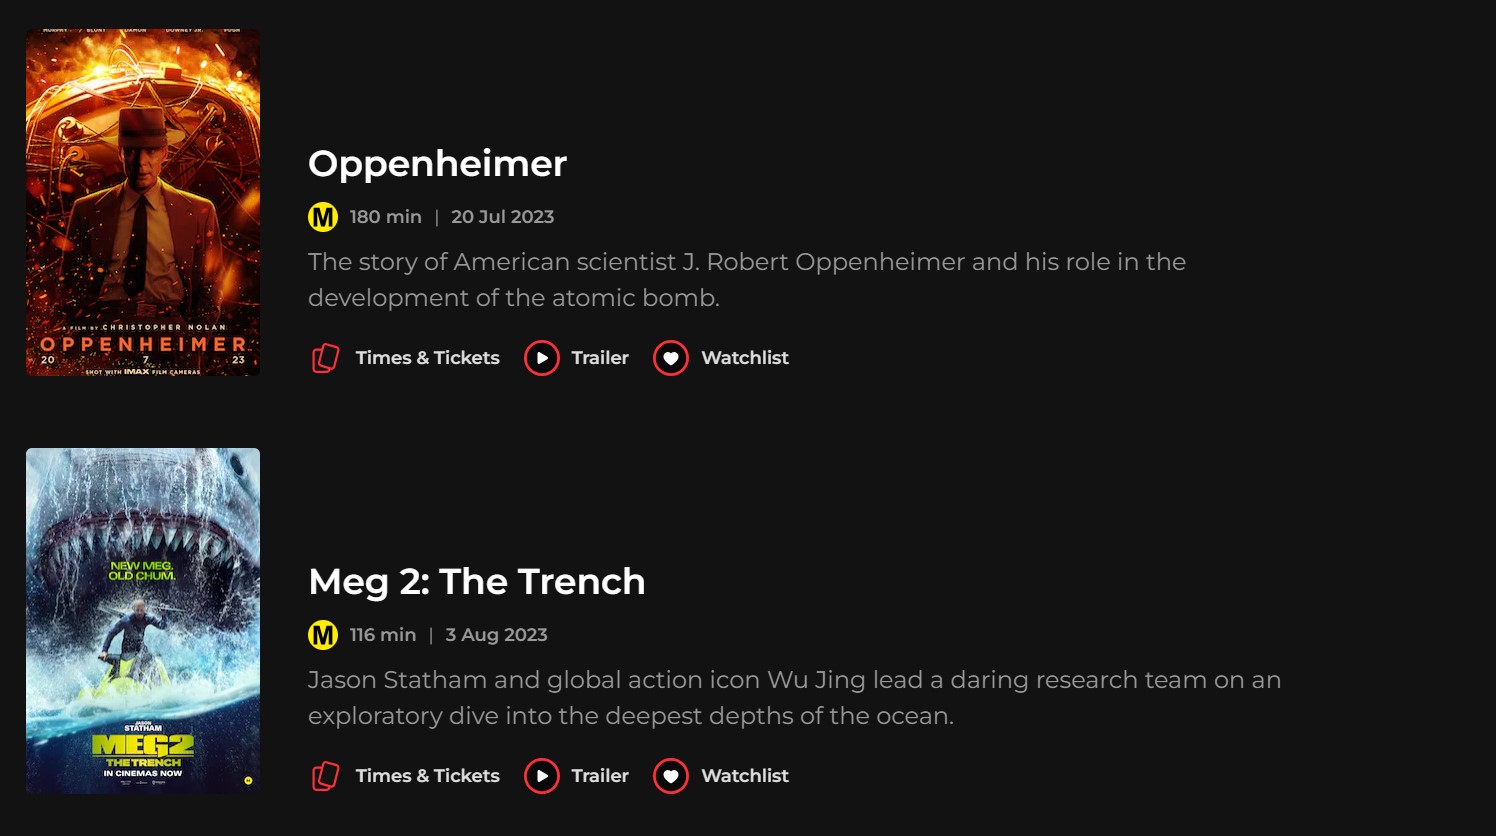 MURPHY / BLUNT DAMON DOWNEY JR. PUGH
A FILM BY CHRISTOPHER NOLAN
OPPENHEIMER
20 7 23
SHOT WITH IMAX FILM CAMERAS
Oppenheimer
M 180 min | 20 Jul 2023
The story of American scientist J. Robert Oppenheimer and his role in the
development of the atomic bomb.
Times & Tickets Trailer Watchlist
NEW MEG.
OLD CHUM.
JASON
STATHAM
MEG2
THE TRENCH
IN CINEMAS NOW
Meg 2: The Trench
M 116 min | 3 Aug 2023
Jason Statham and global action icon Wu Jing lead a daring research team on an
exploratory dive into the deepest depths of the ocean.
Times & Tickets Trailer Watchlist